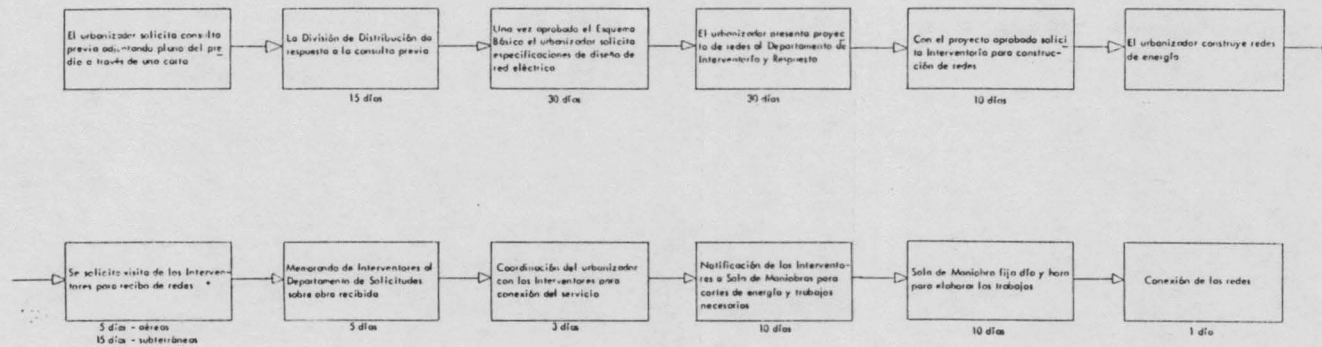 El urbanizador solicita consulta
previa adjuntando plano del pre
dio a través de una carta
La División de Distribución da
respuesta a la consulta previa
15 días
Una vez aprobado el Esquema
Básico el urbanizador solicita
especificaciones de diseño de
red eléctrica
30 días
El urbanizador presenta proyec
to de redes al Departamento de
Interventoría y Respuesta
30 días
Con el proyecto aprobado solici
ta Interventoría para construc-
ción de redes
10 días
El urbanizador construye redes
de energía
Se solicita visita de los Interven-
tores para recibo de redes
5 días - aéreas
15 días - subterráneas
Memorando de Interventores al
Departamento de Solicitudes
sobre obra recibida
5 días
Coordinación del urbanizador
con los Interventores para
conexión del servicio
3 días
Notificación de los Intervento-
res a Sala de Maniobras para
cortes de energía y trabajos
necesarios
10 días
Sala de Maniobra fija día y hora
para elaborar los trabajos
10 días
Conexión de las redes
1 día